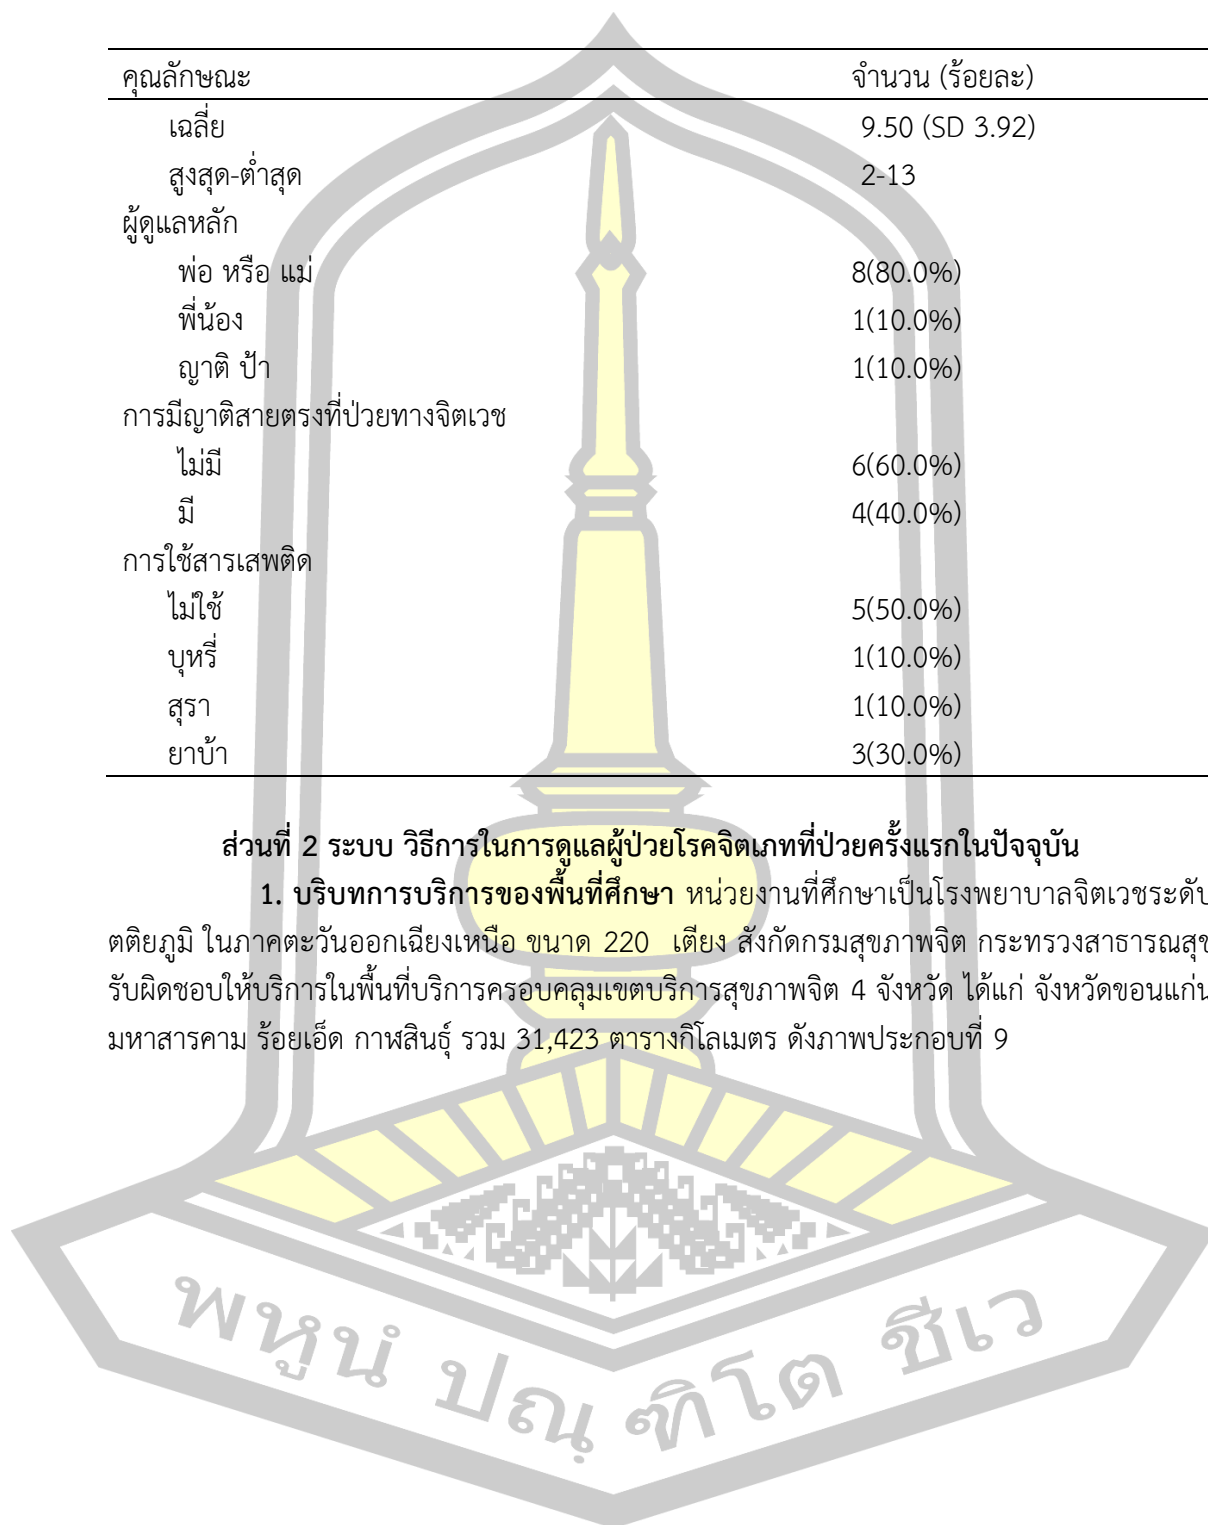 คุณลักษณะ จำนวน (ร้อยละ)
เฉลี่ย 9.50 (SD 3.92)
สูงสุด-ต่ำสุด 2-13
ผู้ดูแลหลัก
พ่อ หรือ แม่ 8(80.0%)
พี่น้อง 1(10.0%)
ญาติ ป้า 1(10.0%)
การมีญาติสายตรงที่ป่วยทางจิตเวช
ไม่มี 6(60.0%)
มี 4(40.0%)
การใช้สารเสพติด
ไม่ใช้ 5(50.0%)
บุหรี่ 1(10.0%)
สุรา 1(10.0%)
ยาบ้า 3(30.0%)
ส่วนที่ 2 ระบบ วิธีการในการดูแลผู้ป่วยโรคจิตเภทที่ป่วยครั้งแรกในปัจจุบัน
1. บริบทการบริการของพื้นที่ศึกษา หน่วยงานที่ศึกษาเป็นโรงพยาบาลจิตเวชระดับ
ตติยภูมิ ในภาคตะวันออกเฉียงเหนือ ขนาด 220 เตียง สังกัดกรมสุขภาพจิต กระทรวงสาธารณสุข
รับผิดชอบให้บริการในพื้นที่บริการครอบคลุมเขตบริการสุขภาพจิต 4 จังหวัด ได้แก่ จังหวัดขอนแก่น
มหาสารคาม ร้อยเอ็ด กาฬสินธุ์ รวม 31,423 ตารางกิโลเมตร ดังภาพประกอบที่ 9
พหูนํ ปณฺฑิโต ชีเว